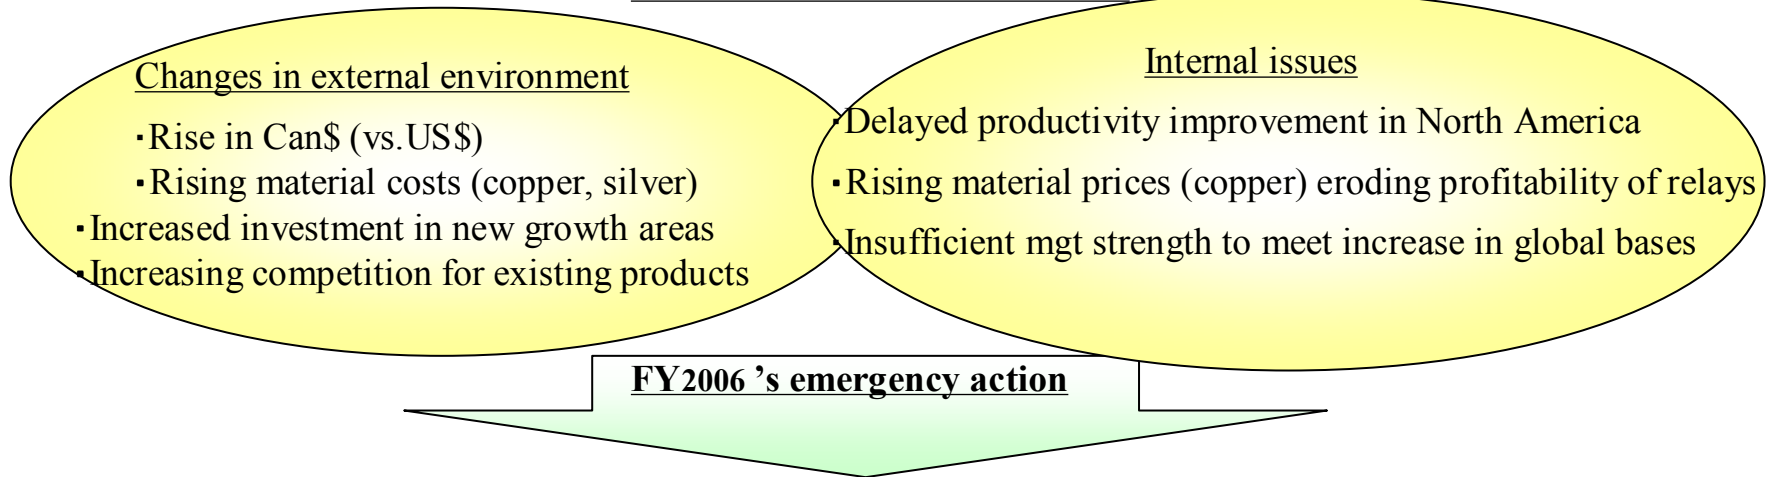 Changes in external environment
▪Rise in Can$ (vs.US$)
▪Rising material costs (copper, silver)
▪Increased investment in new growth areas
▪Increasing competition for existing products
Internal issues
▪Delayed productivity improvement in North America
▪Rising material prices (copper) eroding profitability of relays
▪Insufficient mgt strength to meet increase in global bases
FY2006 ’s emergency action